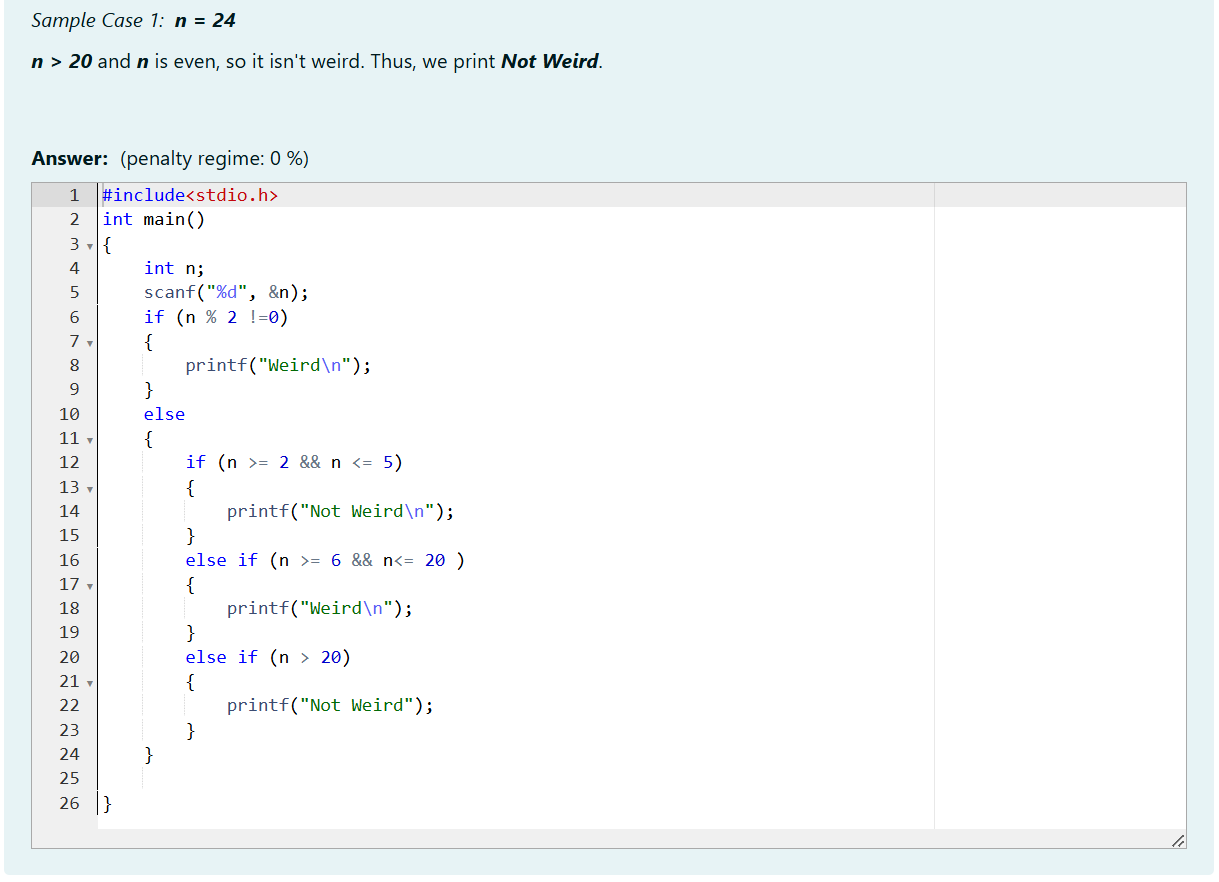 Sample Case 1: n = 24
n > 20 and n is even, so it isn't weird. Thus, we print Not Weird.
Answer: (penalty regime: 0 %)
1 #include<stdio.h>
2 int main()
3 {
4     int n;
5     scanf("%d", &n);
6     if (n % 2 !=0)
7     {
8         printf("Weird\n");
9     }
10     else
11     {
12         if (n >= 2 && n <= 5)
13         {
14             printf("Not Weird\n");
15         }
16         else if (n >= 6 && n<= 20 )
17         {
18             printf("Weird\n");
19         }
20         else if (n > 20)
21         {
22             printf("Not Weird");
23         }
24     }
25
26 }